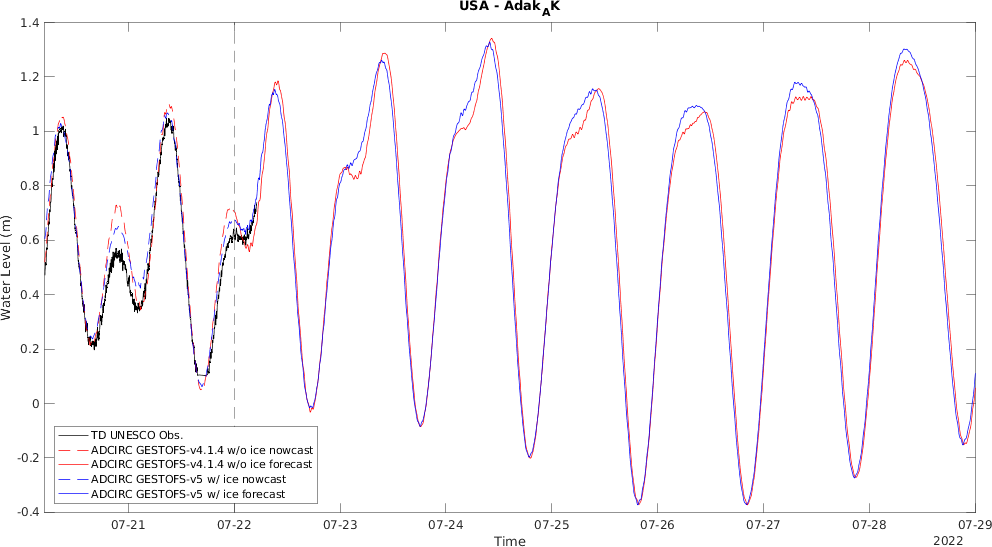 USA - Adak_AK
1.4
1.2
1
0.8
0.6
0.4
0.2
0
-0.2
-0.4
Water Level (m)
TD UNESCO Obs.
ADCIRC GESTOFS-v4.1.4 w/o ice nowcast
ADCIRC GESTOFS-v4.1.4 w/o ice forecast
ADCIRC GESTOFS-v5 w/ ice nowcast
ADCIRC GESTOFS-v5 w/ ice forecast
07-21 07-22 07-23 07-24 07-25 07-26 07-27 07-28 07-29
Time
2022